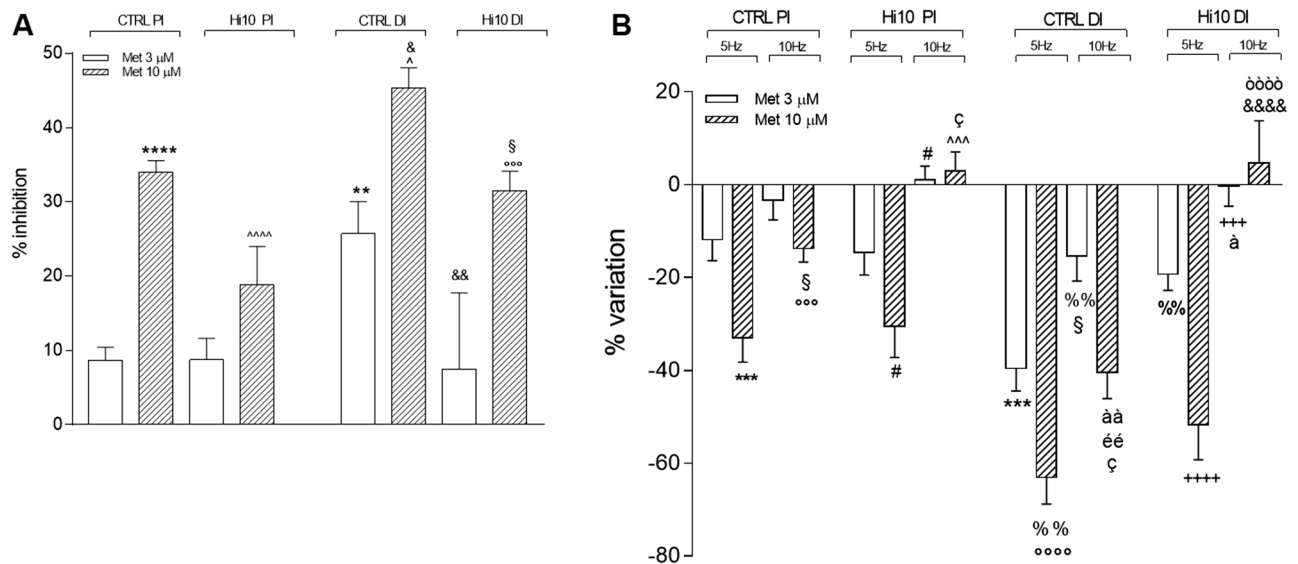 A
CTRL PI
Hi10 PI
CTRL DI
Hi10 DI
Met 3 μM
Met 10 μM
% inhibition
50
40
30
20
10
0
****
^^^^
**
&
^
&&
§
°°°
B
CTRL PI
Hi10 PI
CTRL DI
Hi10 DI
5Hz
10Hz
5Hz
10Hz
5Hz
10Hz
5Hz
10Hz
Met 3 μM
Met 10 μM
% variation
20
0
-20
-40
-60
-80
***
§
°°°
#
#
ç
^^^
***
% %
°°°°
%%
§
àà
éé
ç
%%
++++
+++
à
òòòò
&&&&